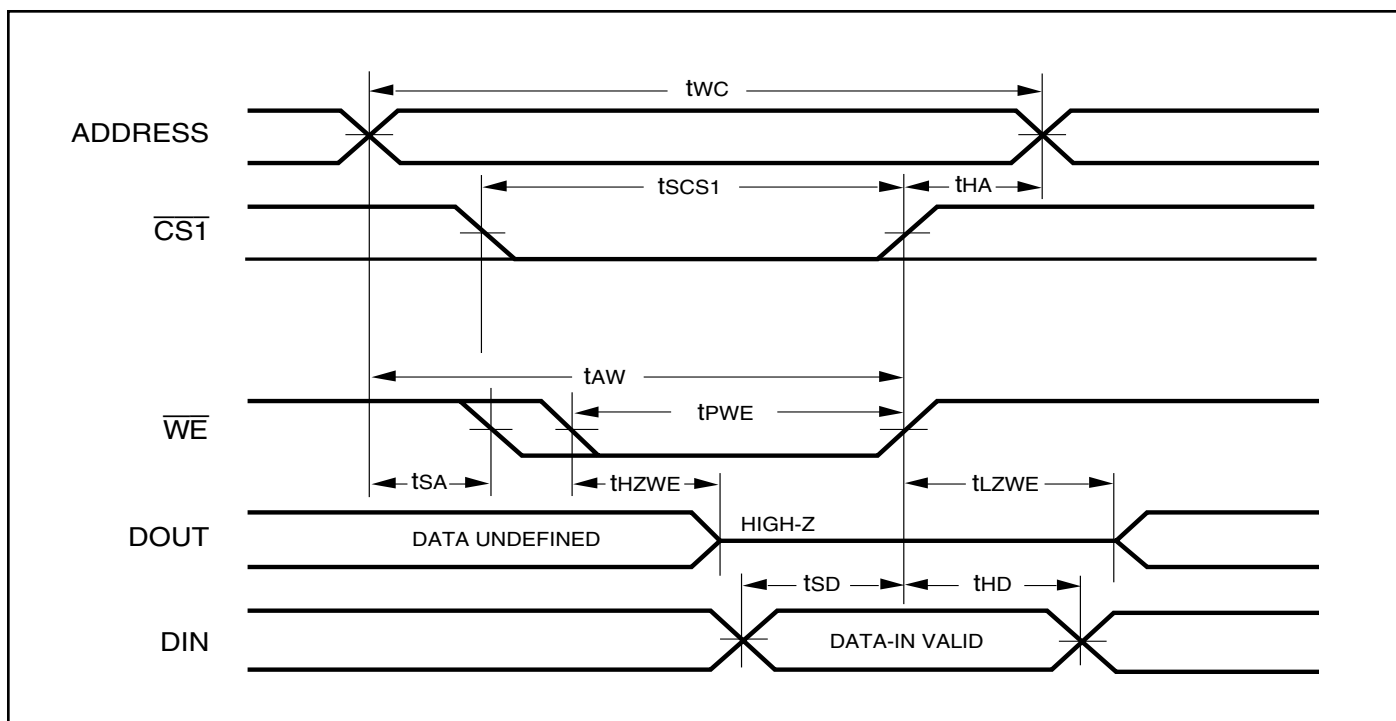 tWC
ADDRESS
tSCS1
tHA
CS1
tAW
WE
tPWE
tSA
tHZWE
tLZWE
DOUT
DATA UNDEFINED
HIGH-Z
tSD
tHD
DIN
DATA-IN VALID